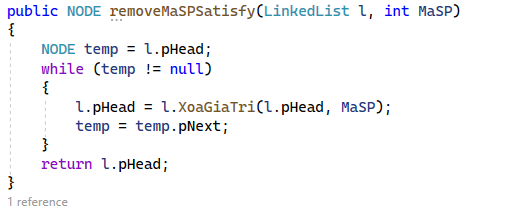 public NODE removeMaSPSatisfy(LinkedList l, int MaSP)
{
    NODE temp = l.pHead;
    while (temp != null)
    {
        l.pHead = l.XoaGiaTri(l.pHead, MaSP);
        temp = temp.pNext;
    }
    return l.pHead;
}
1 reference